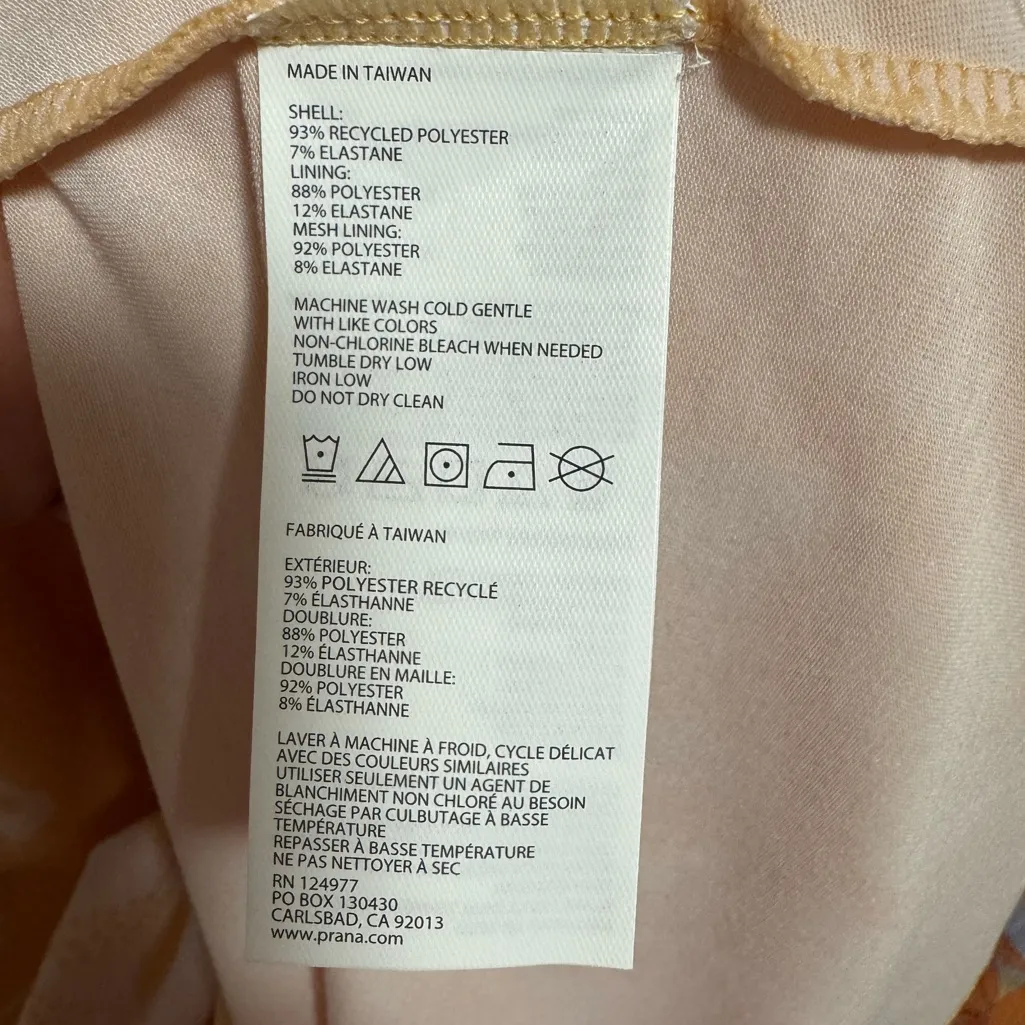 MADE IN TAIWAN
SHELL:
93% RECYCLED POLYESTER
7% ELASTANE
LINING:
88% POLYESTER
12% ELASTANE
MESH LINING:
92% POLYESTER
8% ELASTANE
MACHINE WASH COLD GENTLE
WITH LIKE COLORS
NON-CHLORINE BLEACH WHEN NEEDED
TUMBLE DRY LOW
IRON LOW
DO NOT DRY CLEAN
FABRIQUÉ À TAIWAN
EXTÉRIEUR:
93% POLYESTER RECYCLÉ
7% ÉLASTHANNE
DOUBLURE:
88% POLYESTER
12% ÉLASTHANNE
DOUBLURE EN MAILLE:
92% POLYESTER
8% ÉLASTHANNE
LAVER À MACHINE À FROID, CYCLE DÉLICAT
AVEC DES COULEURS SIMILAIRES
UTILISER SEULEMENT UN AGENT DE
BLANCHIMENT NON CHLORÉ AU BESOIN
SÉCHAGE PAR CULBUTAGE À BASSE
TEMPÉRATURE
REPASSER À BASSE TEMPÉRATURE
NE PAS NETTOYER À SEC
RN 124977
PO BOX 130430
CARLSBAD, CA 92013
www.prana.com